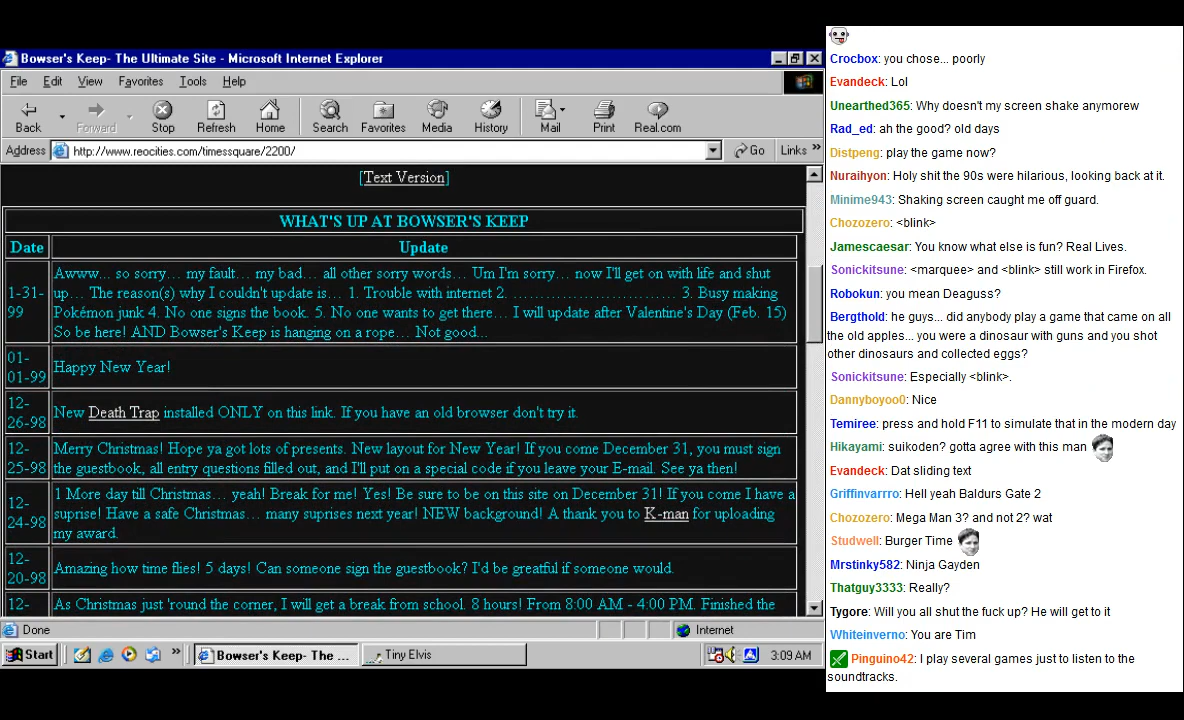 Bowser's Keep- The Ultimate Site - Microsoft Internet Explorer
File Edit View Favorites Tools Help
Back Forward Stop Refresh Home Search Favorites Media History Mail Print Real.com
Address http://www.reocities.com/timessquare/2200/ Go Links »
[Text Version]
WHAT'S UP AT BOWSER'S KEEP
Date Update
1-31-
99
Awww... so sorry... my fault... my bad... all other sorry words... Um I'm sorry... now I'll get on with life and shut
up... The reason(s) why I couldn't update is... 1. Trouble with internet 2. ............................................ 3. Busy making
Pokémon junk 4. No one signs the book. 5. No one wants to get there... I will update after Valentine's Day (Feb. 15)
So be here! AND Bowser's Keep is hanging on a rope... Not good...
01-
01-99
Happy New Year!
12-
26-98
New Death Trap installed ONLY on this link. If you have an old browser don't try it.
12-
25-98
Merry Christmas! Hope ya got lots of presents. New layout for New Year! If you come December 31, you must sign
the guestbook, all entry questions filled out, and I'll put on a special code if you leave your E-mail. See ya then!
12-
24-98
1 More day till Christmas... yeah! Break for me! Yes! Be sure to be on this site on December 31! If you come I have a
suprise! Have a safe Christmas... many suprises next year! NEW background! A thank you to K-man for uploading
my award.
12-
20-98
Amazing how time flies! 5 days! Can someone sign the guestbook? I'd be greatful if someone would.
12-
As Christmas just 'round the corner, I will get a break from school. 8 hours! From 8:00 AM - 4:00 PM. Finished the
Done Internet
Start » Bowser's Keep- The ... Tiny Elvis 3:09 AM
Crocbox: you chose... poorly
Evandeck: Lol
Unearthed365: Why doesn't my screen shake anymorew
Rad_ed: ah the good? old days
Distpeng: play the game now?
Nuraihyon: Holy shit the 90s were hilarious, looking back at it.
Minime943: Shaking screen caught me off guard.
Chozozero: <blink>
Jamescaesar: You know what else is fun? Real Lives.
Sonickitsune: <marquee> and <blink> still work in Firefox.
Robokun: you mean Deaguss?
Bergthold: he guys... did anybody play a game that came on all
the old apples... you were a dinosaur with guns and you shot
other dinosaurs and collected eggs?
Sonickitsune: Especially <blink>.
Dannyboyoo0: Nice
Temiree: press and hold F11 to simulate that in the modern day
Hikayami: suikoden? gotta agree with this man
Evandeck: Dat sliding text
Griffinvarrro: Hell yeah Baldurs Gate 2
Chozozero: Mega Man 3? and not 2? wat
Studwell: Burger Time
Mrstinky582: Ninja Gayden
Thatguy3333: Really?
Tygore: Will you all shut the fuck up? He will get to it
Whiteinverno: You are Tim
Pinguino42: I play several games just to listen to the
soundtracks.